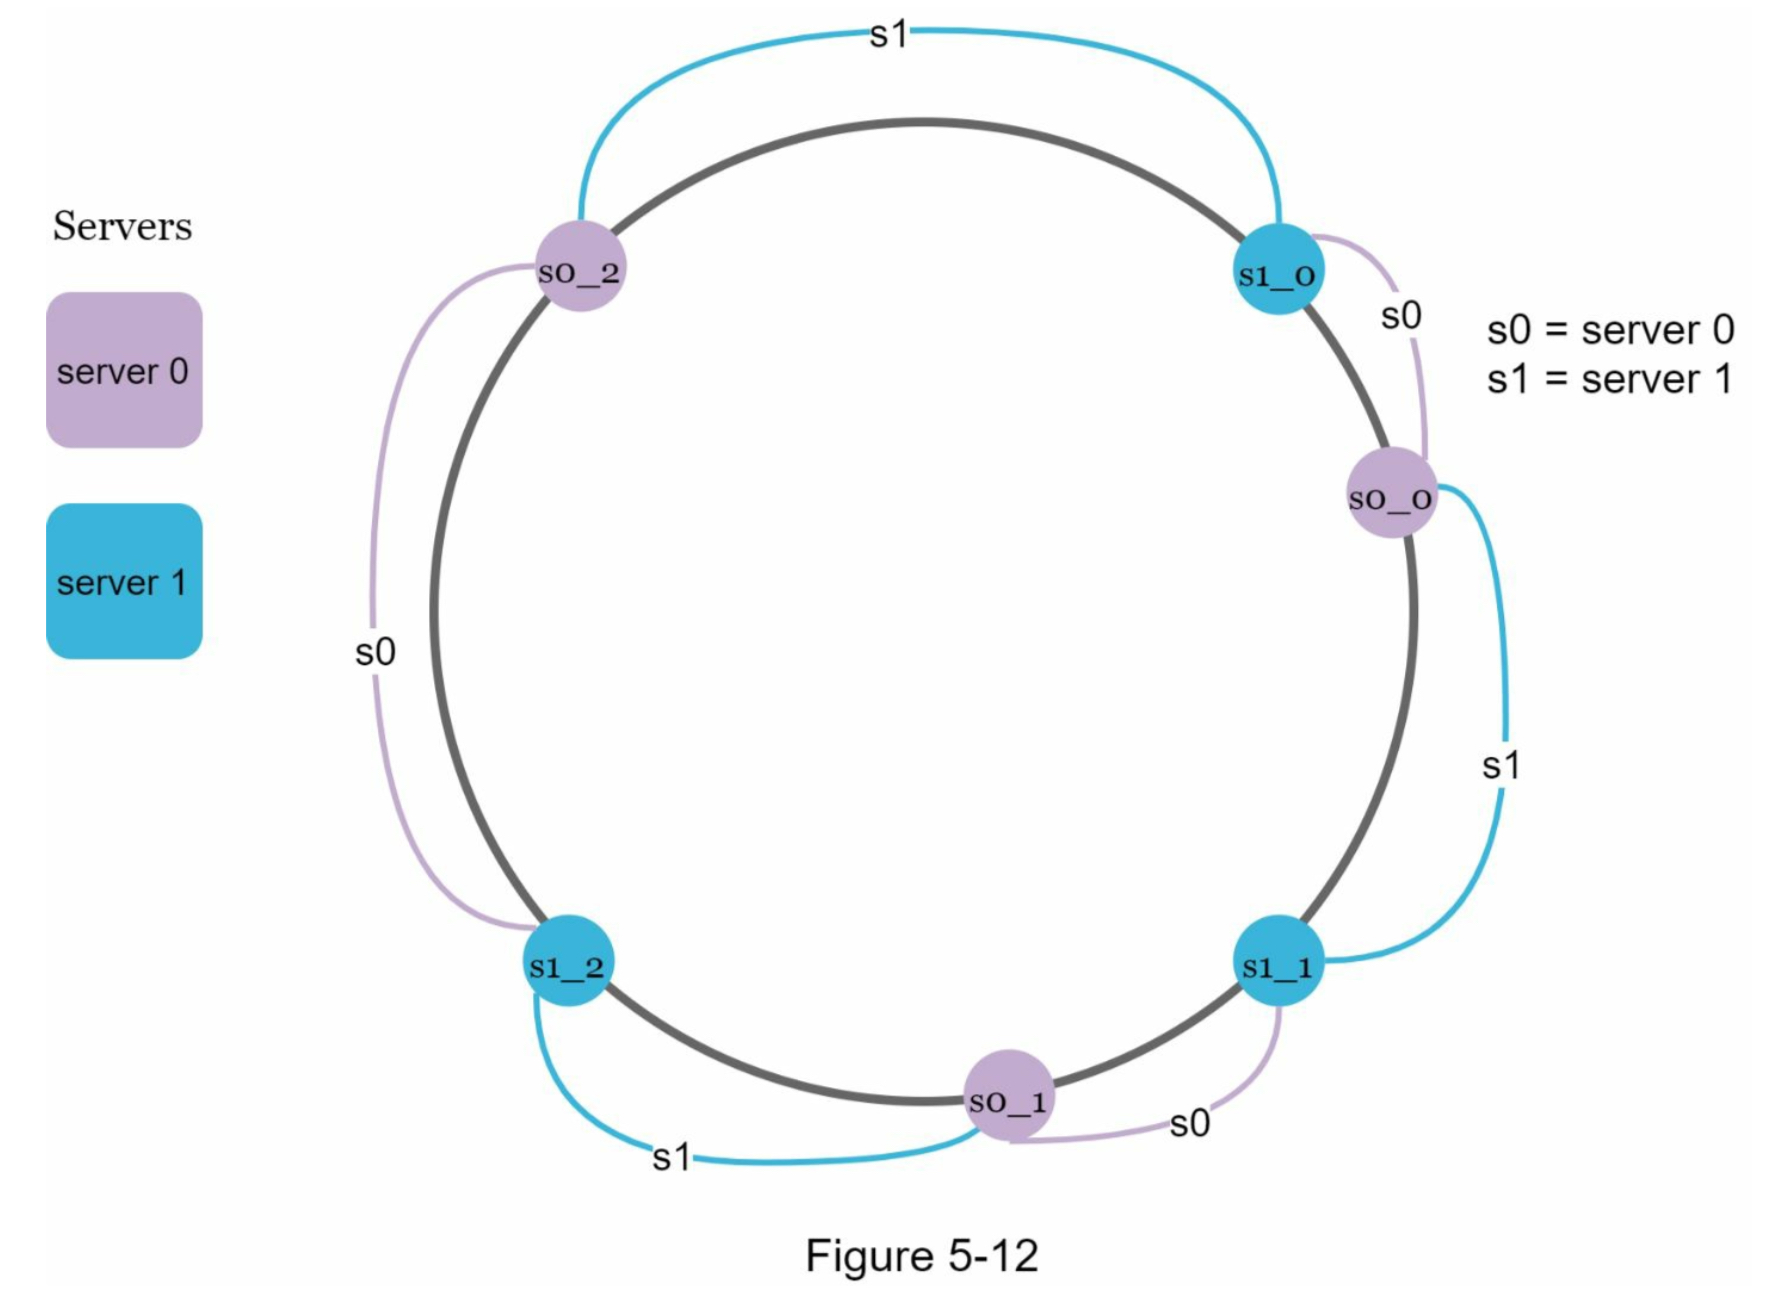 s1
Servers
s0_2
s1_0
s0
s0 = server 0
s1 = server 1
server 0
s0_0
server 1
s0
s1
s1_2
s1_1
s0_1
s0
s1
Figure 5-12